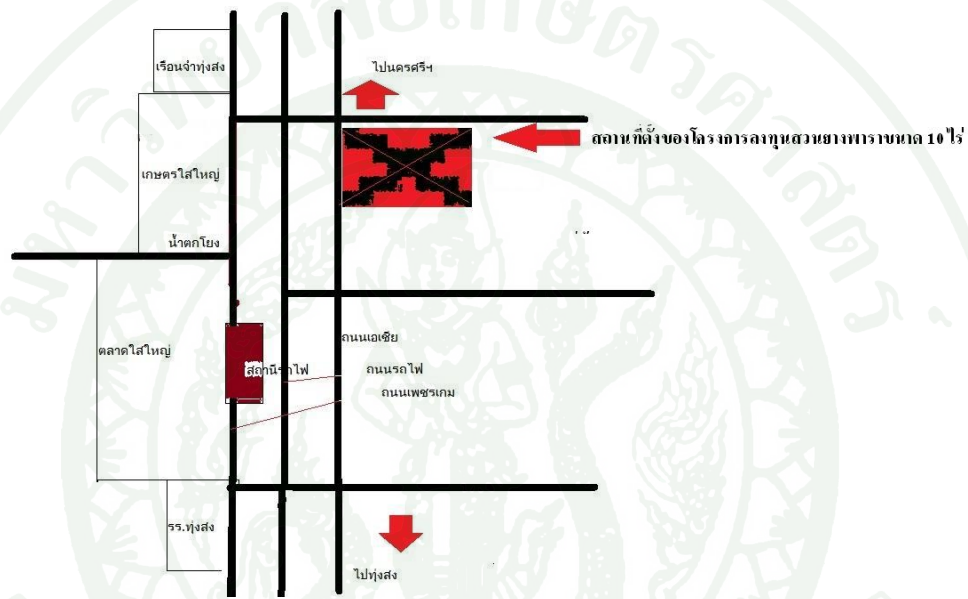 ไปนครศรีฯ
เรือนจำทุ่งส่ง
สถานที่ตั้งของโครงการลงทุนสวนยางพาราขนาด 10 ไร่
เกษตรใส่ใหญ่
น้ำตกโยง
ถนนเอเซีย
ตลาดใส่ใหญ่
สถานีรถไฟ
ถนนรถไฟ
ถนนเพชรเกม
รร.ทุ่งส่ง
ไปทุ่งส่ง